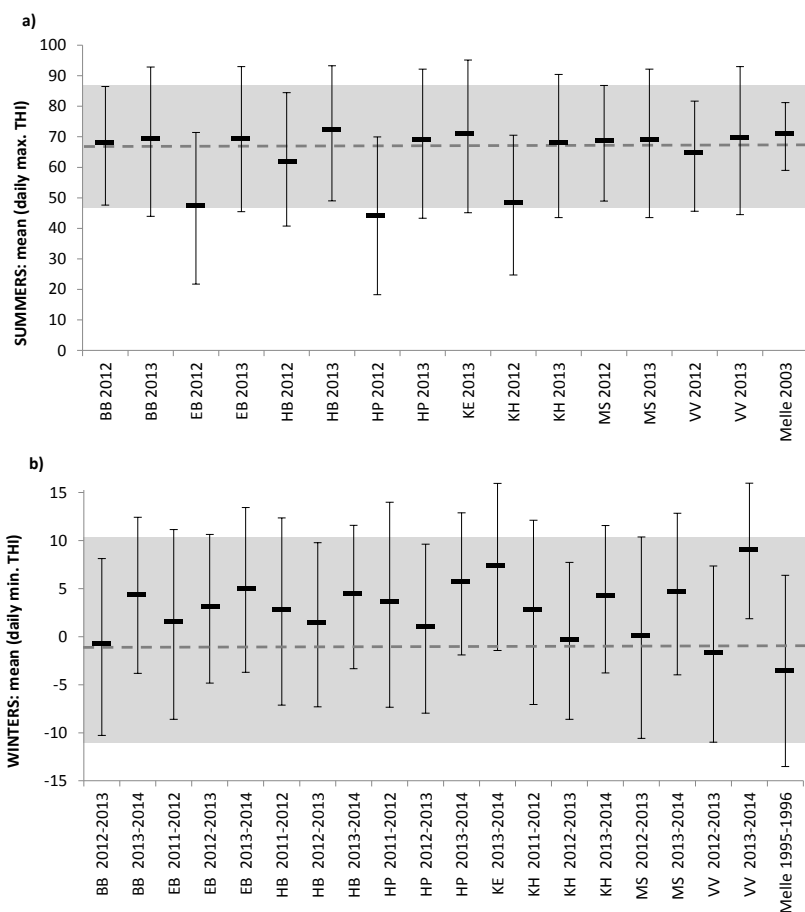 a)
SUMMERS: mean (daily max. THI)
100
90
80
70
60
50
40
30
20
10
0
BB 2012
BB 2013
EB 2012
EB 2013
HB 2012
HB 2013
HP 2012
HP 2013
KE 2013
KH 2012
KH 2013
MS 2012
MS 2013
VV 2012
VV 2013
Melle 2003
b)
WINTERS: mean (daily min. THI)
15
10
5
0
-5
-10
-15
BB 2012-2013
BB 2013-2014
EB 2011-2012
EB 2012-2013
EB 2013-2014
HB 2011-2012
HB 2012-2013
HB 2013-2014
HP 2011-2012
HP 2012-2013
HP 2013-2014
KE 2013-2014
KH 2011-2012
KH 2012-2013
KH 2013-2014
MS 2012-2013
MS 2013-2014
VV 2012-2013
VV 2013-2014
Melle 1995-1996